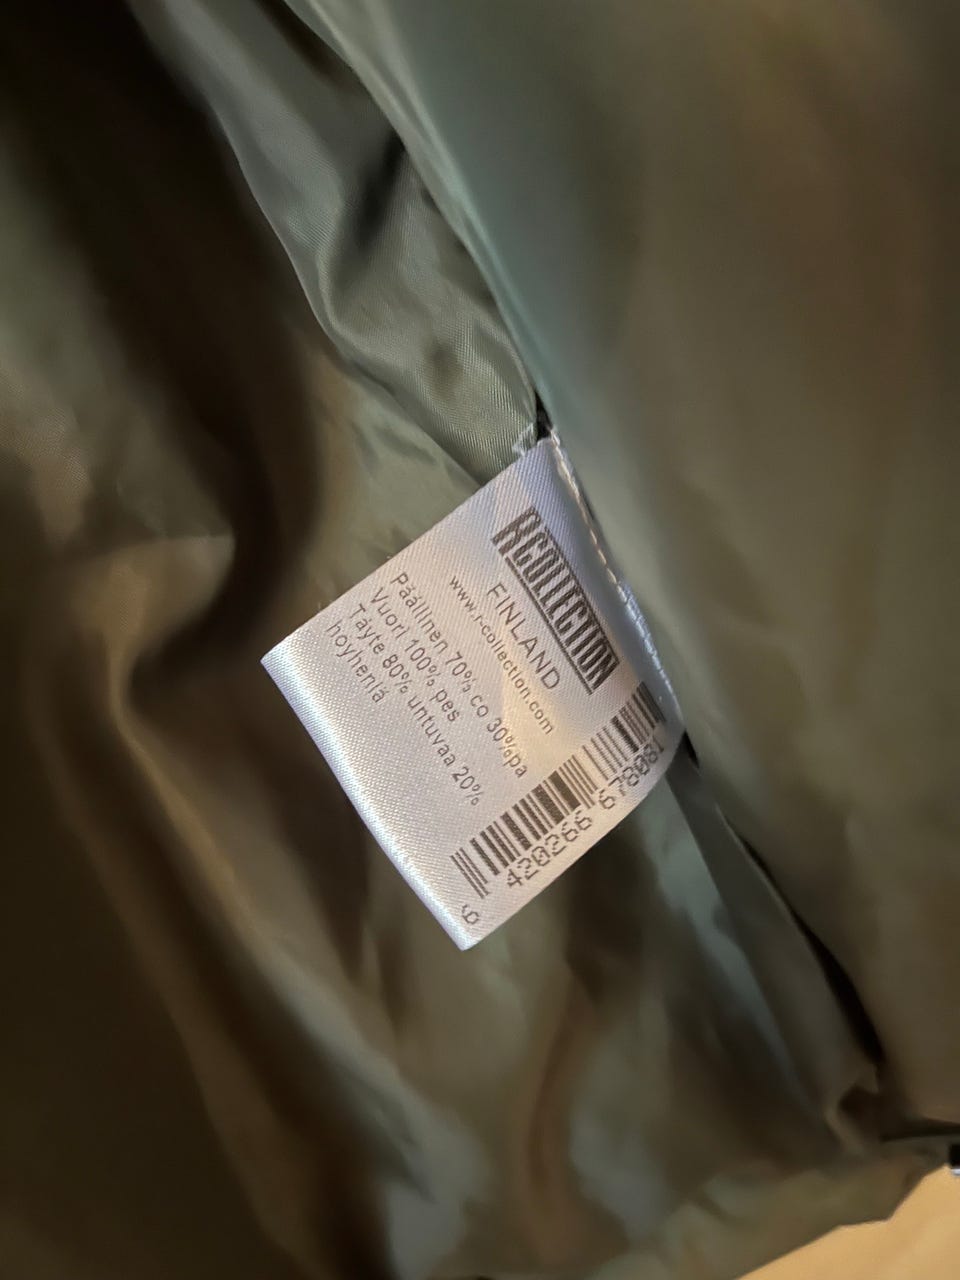 RCOLLECTION
FINLAND
www.r-collection.com
Päällinen 70% co 30%pa
Vuori 100% pes
Täyte 80% untuvaa 20%
höyheniä
6 420266 678081